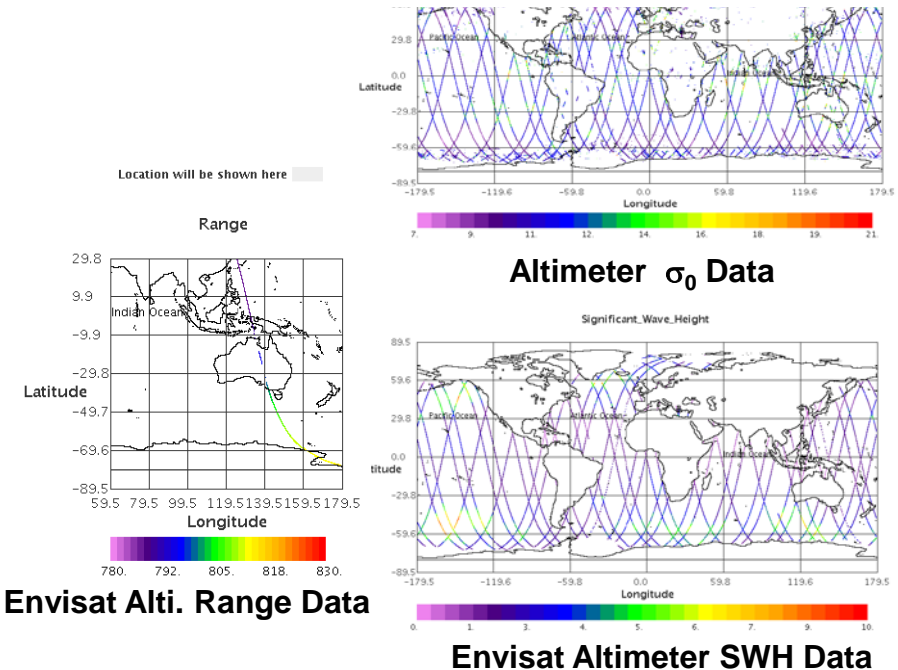 Location will be shown here
Range
29.8
9.9
-9.9
-29.8
-49.7
-69.6
-89.5
Latitude
Indian Ocean
59.5 79.5 99.5 119.5 139.5 159.5 179.5
Longitude
780. 792. 805. 818. 830.
Envisat Alti. Range Data
29.8
0.0
Latitude
-29.8
-59.6
-89.5
Pacific Ocean
Atlantic Ocean
Indian Ocean
-179.5 -119.6 -59.8 0.0 59.8 119.6 179.5
Longitude
7. 9. 11. 12. 14. 16. 18. 19. 21.
Altimeter σ0 Data
Significant_Wave_Height
89.5
59.6
29.8
0.0
titude
-29.8
-59.6
-89.5
Pacific Ocean
Atlantic Ocean
Indian Ocean
-179.5 -119.6 -59.8 0.0 59.8 119.6 179.5
Longitude
0. 1. 3. 4. 5. 6. 7. 9. 10.
Envisat Altimeter SWH Data